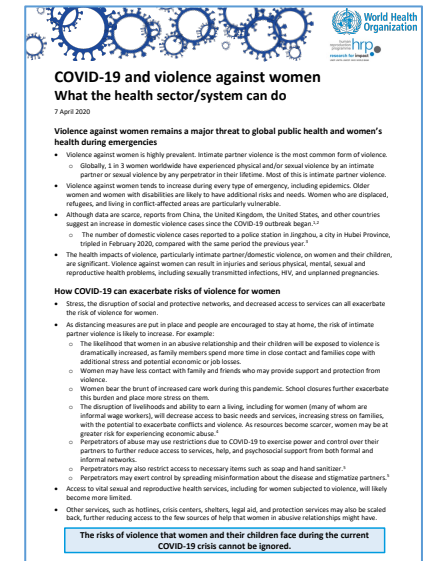 World Health
Organization
human
reproduction
programme
hrp.
research for impact
COVID-19 and violence against women
What the health sector/system can do
7 April 2020
Violence against women remains a major threat to global public health and women's
health during emergencies
• Violence against women is highly prevalent. Intimate partner violence is the most common form of violence.
o Globally, 1 in 3 women worldwide have experienced physical and/or sexual violence by an intimate
partner or sexual violence by any perpetrator in their lifetime. Most of this is intimate partner violence.
• Violence against women tends to increase during every type of emergency, including epidemics. Older
women and women with disabilities are likely to have additional risks and needs. Women who are displaced,
refugees, and living in conflict-affected areas are particularly vulnerable.
• Although data are scarce, reports from China, the United Kingdom, the United States, and other countries
suggest an increase in domestic violence cases since the COVID-19 outbreak began.1,2
o The number of domestic violence cases reported to a police station in Jingzhou, a city in Hubei Province,
tripled in February 2020, compared with the same period the previous year.3
• The health impacts of violence, particularly intimate partner/domestic violence, on women and their children,
are significant. Violence against women can result in injuries and serious physical, mental, sexual and
reproductive health problems, including sexually transmitted infections, HIV, and unplanned pregnancies.
How COVID-19 can exacerbate risks of violence for women
• Stress, the disruption of social and protective networks, and decreased access to services can all exacerbate
the risk of violence for women.
• As distancing measures are put in place and people are encouraged to stay at home, the risk of intimate
partner violence is likely to increase. For example:
o The likelihood that women in an abusive relationship and their children will be exposed to violence is
dramatically increased, as family members spend more time in close contact and families cope with
additional stress and potential economic or job losses.
o Women may have less contact with family and friends who may provide support and protection from
violence.
o Women bear the brunt of increased care work during this pandemic. School closures further exacerbate
this burden and place more stress on them.
o The disruption of livelihoods and ability to earn a living, including for women (many of whom are
informal wage workers), will decrease access to basic needs and services, increasing stress on families,
with the potential to exacerbate conflicts and violence. As resources become scarcer, women may be at
greater risk for experiencing economic abuse.4
o Perpetrators of abuse may use restrictions due to COVID-19 to exercise power and control over their
partners to further reduce access to services, help, and psychosocial support from both formal and
informal networks.
o Perpetrators may also restrict access to necessary items such as soap and hand sanitizer.5
o Perpetrators may exert control by spreading misinformation about the disease and stigmatize partners.5
• Access to vital sexual and reproductive health services, including for women subjected to violence, will likely
become more limited.
• Other services, such as hotlines, crisis centers, shelters, legal aid, and protection services may also be scaled
back, further reducing access to the few sources of help that women in abusive relationships might have.
The risks of violence that women and their children face during the current
COVID-19 crisis cannot be ignored.